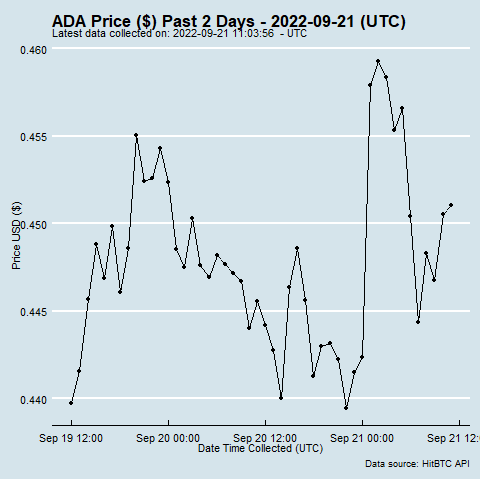 ADA Price ($) Past 2 Days - 2022-09-21 (UTC)
Latest data collected on: 2022-09-21 11:03:56  - UTC
0.460
0.455
0.450
0.445
0.440
Price USD ($)
Sep 19 12:00 Sep 20 00:00 Sep 20 12:00 Sep 21 00:00 Sep 21 12:0
Date Time Collected (UTC)
Data source: HitBTC API